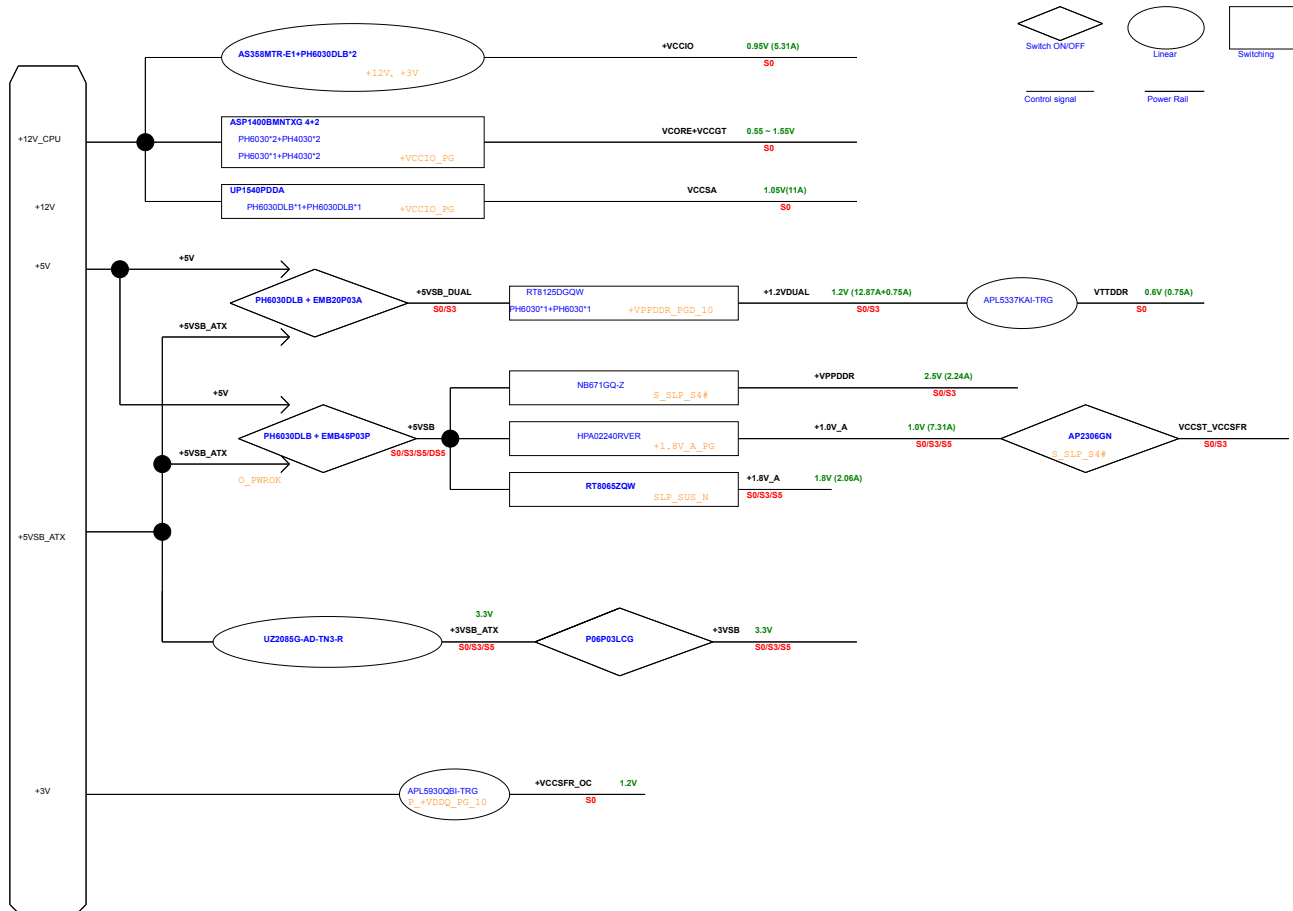 Switch ON/OFF
Linear
Switching
Control signal
Power Rail
+12V_CPU
+12V
+5V
+5VSB_ATX
+3V
AS358MTR-E1+PH6030DLB*2
+12V、+3V
+VCCIO
0.95V (5.31A)
S0
ASP1400BMNTXG 4+2
PH6030*2+PH4030*2
PH6030*1+PH4030*2
+VCCIO_PG
VCORE+VCCGT
0.55 ~ 1.55V
S0
UP1540PDDA
PH6030DLB*1+PH6030DLB*1
+VCCIO_PG
VCCSA
1.05V(11A)
S0
+5V
PH6030DLB + EMB20P03A
+5VSB_ATX
+5VSB_DUAL
S0/S3
RT8125DGQW
PH6030*1+PH6030*1
+VPPDDR_PGD_10
+1.2VDUAL
1.2V (12.87A+0.75A)
S0/S3
APL5337KAI-TRG
VTTDDR
0.6V (0.75A)
S0
+5V
PH6030DLB + EMB45P03P
+5VSB_ATX
O_PWROK
+5VSB
S0/S3/S5/DS5
NB671GQ-Z
S_SLP_S4#
+VPPDDR
2.5V (2.24A)
S0/S3
HPA02240RVER
+1.8V_A_PG
+1.0V_A
1.0V (7.31A)
S0/S3/S5
AP2306GN
S_SLP_S4#
VCCST_VCCSFR
S0/S3
RT8065ZQW
SLP_SUS_N
+1.8V_A
1.8V (2.06A)
S0/S3/S5
UZ2085G-AD-TN3-R
3.3V
+3VSB_ATX
S0/S3/S5
P06P03LCG
+3VSB
3.3V
S0/S3/S5
APL5930QBI-TRG
P_+VDDQ_PG_10
+VCCSFR_OC
1.2V
S0